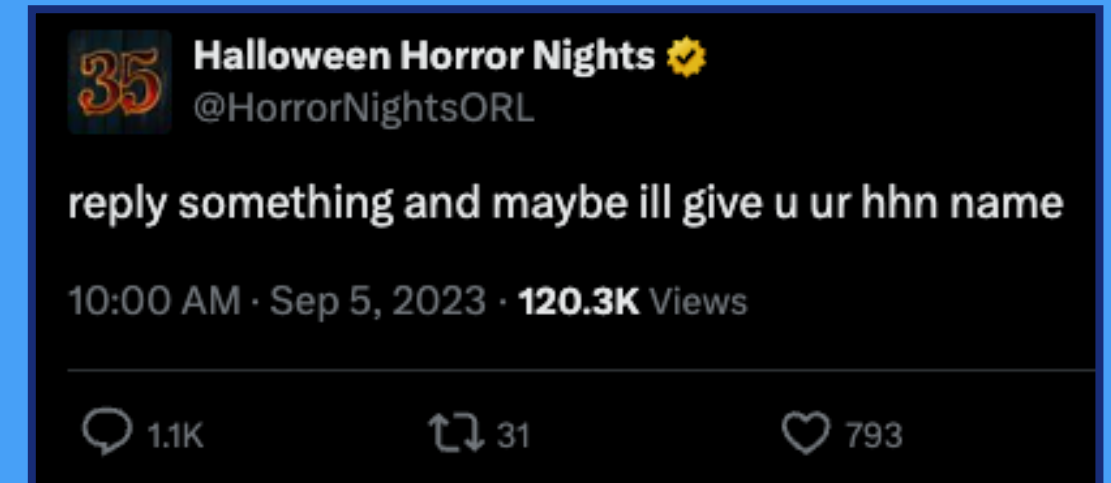 35
Halloween Horror Nights
@HorrorNightsORL
reply something and maybe ill give u ur hhn name
10:00 AM · Sep 5, 2023 · 120.3K Views
1.1K 31 793